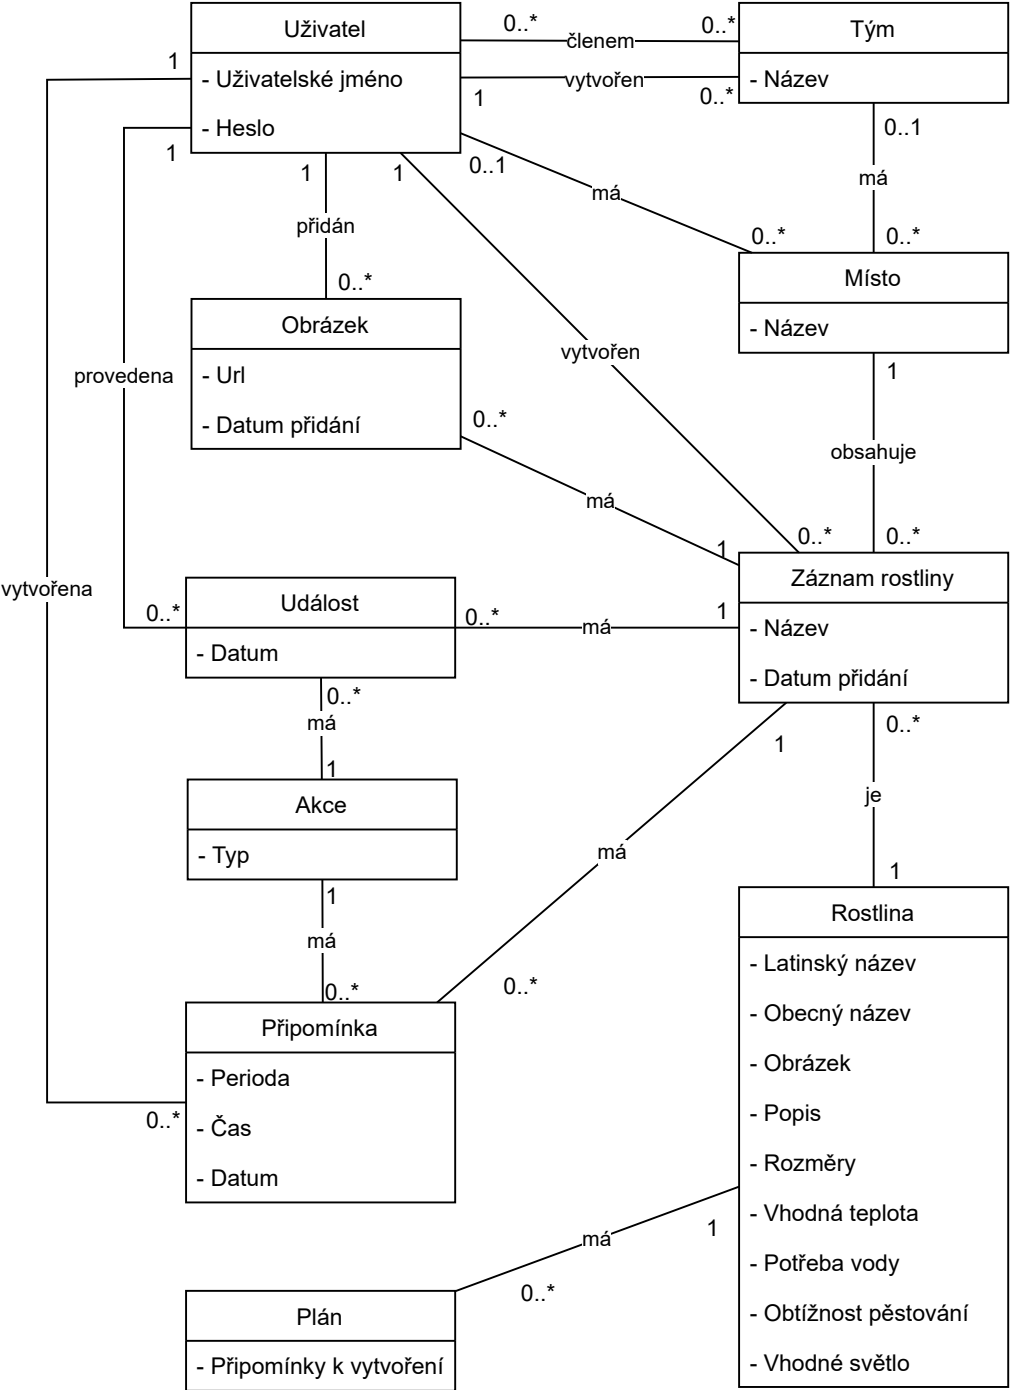 Uživatel
- Uživatelské jméno
- Heslo
0..*
členem
0..*
Tým
- Název
1
vytvořen
0..*
1
1
1
1
0..1
má
0..*
0..1
má
0..*
přidán
0..*
Místo
- Název
Obrázek
- Url
- Datum přidání
vytvořen
provedena
1
obsahuje
0..*
0..*
má
1
0..*
Záznam rostliny
- Název
- Datum přidání
vytvořena
0..*
Událost
- Datum
0..*
má
1
0..*
má
1
Akce
- Typ
1
má
0..*
1
má
0..*
0..*
je
1
Připomínka
- Perioda
- Čas
- Datum
0..*
Rostlina
- Latinský název
- Obecný název
- Obrázek
- Popis
- Rozměry
- Vhodná teplota
- Potřeba vody
- Obtížnost pěstování
- Vhodné světlo
1
má
0..*
Plán
- Připomínky k vytvoření